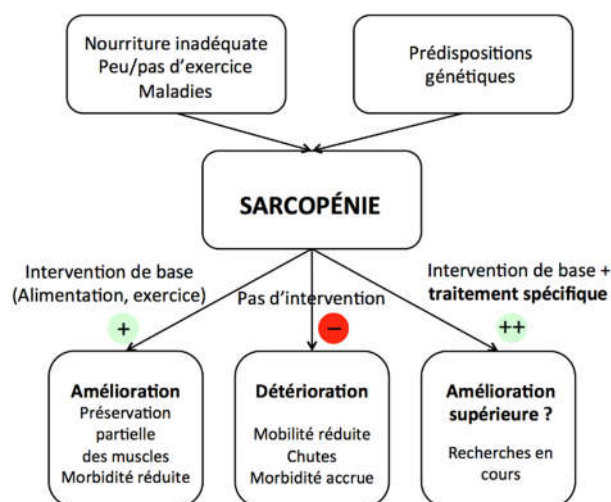 Nourriture inadéquate
Peu/pas d'exercice
Maladies
Prédispositions
génétiques
SARCOPÉNIE
Intervention de base
(Alimentation, exercice)
+
Pas d'intervention
−
Intervention de base +
traitement spécifique
++
Amélioration
Préservation
partielle
des muscles
Morbidité réduite
Détérioration
Mobilité réduite
Chutes
Morbidité accrue
Amélioration
supérieure ?
Recherches en
cours